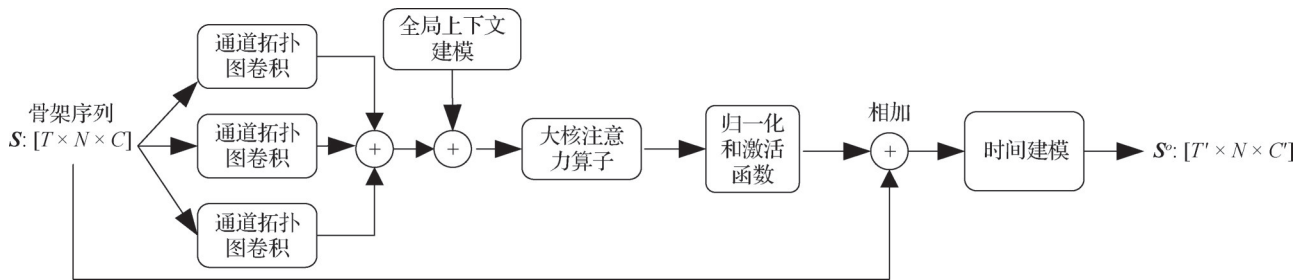 骨架序列
S: [T × N × C]
通道拓扑
图卷积
通道拓扑
图卷积
通道拓扑
图卷积
+
全局上下文
建模
+
大核注意
力算子
归一化
和激活
函数
相加
+
时间建模
Sᵒ: [T′ × N × C′]